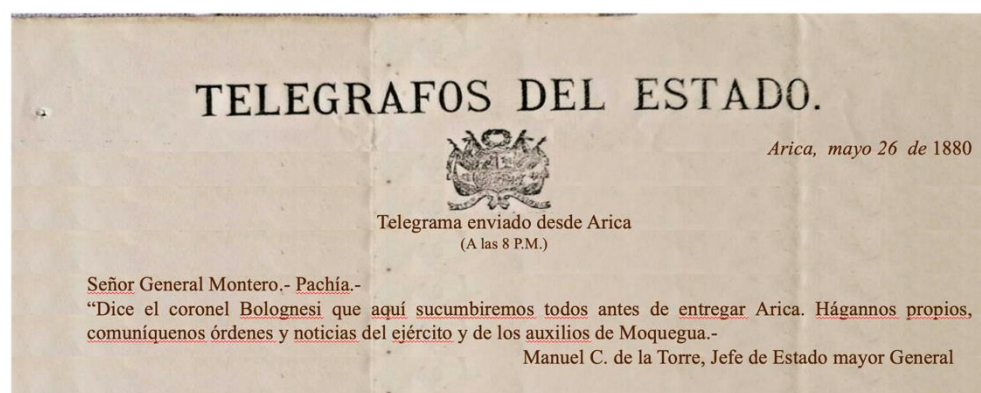 TELEGRAFOS DEL ESTADO.
Arica, mayo 26 de 1880
Telegrama enviado desde Arica
(A las 8 P.M.)
Señor General Montero.- Pachía.-
“Dice el coronel Bolognesi que aquí sucumbiremos todos antes de entregar Arica. Hágannos propios,
comuníquenos órdenes y noticias del ejército y de los auxilios de Moquegua.-
Manuel C. de la Torre, Jefe de Estado mayor General